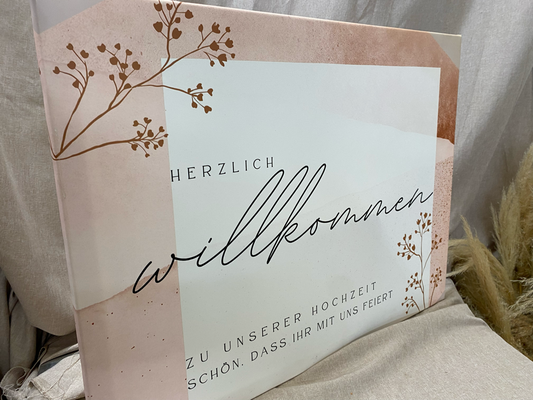 HERZLICH
willkommen
ZU UNSERER HOCHZEIT
SCHÖN, DASS IHR MIT UNS FEIERT